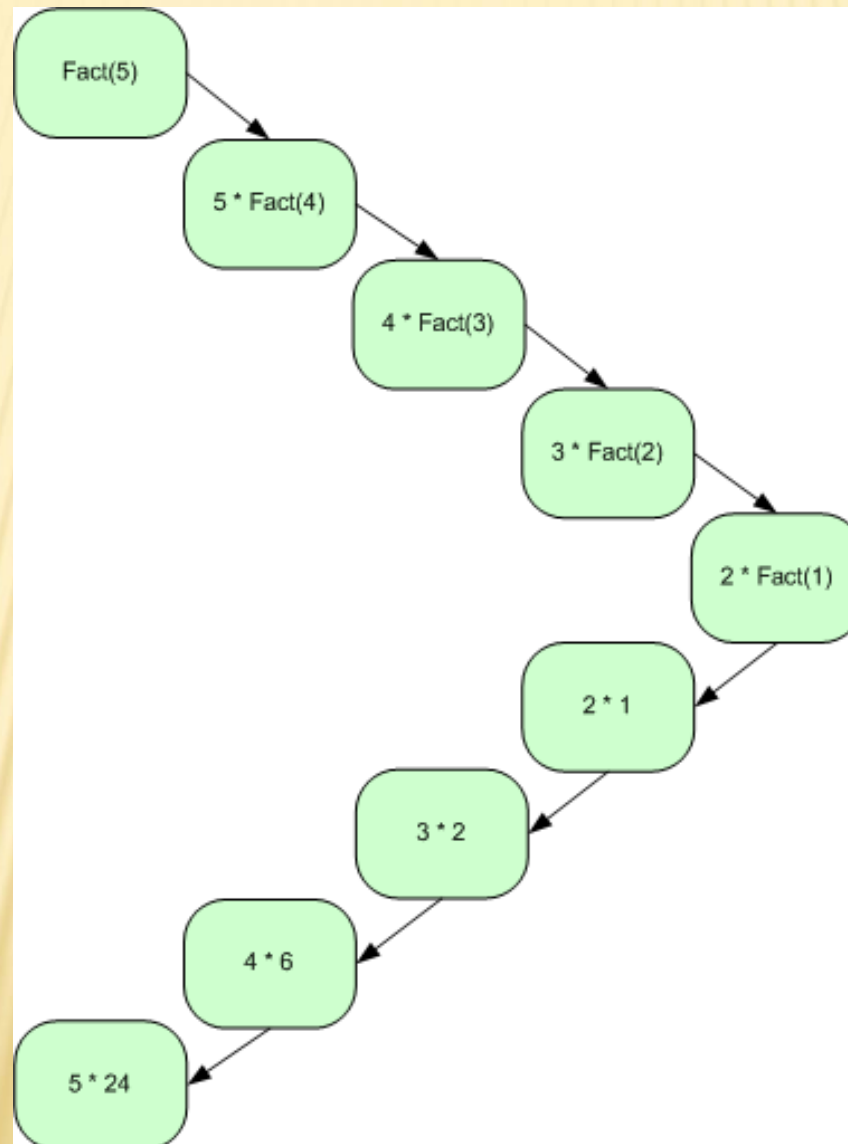 Fact(5)
5 * Fact(4)
4 * Fact(3)
3 * Fact(2)
2 * Fact(1)
2 * 1
3 * 2
4 * 6
5 * 24